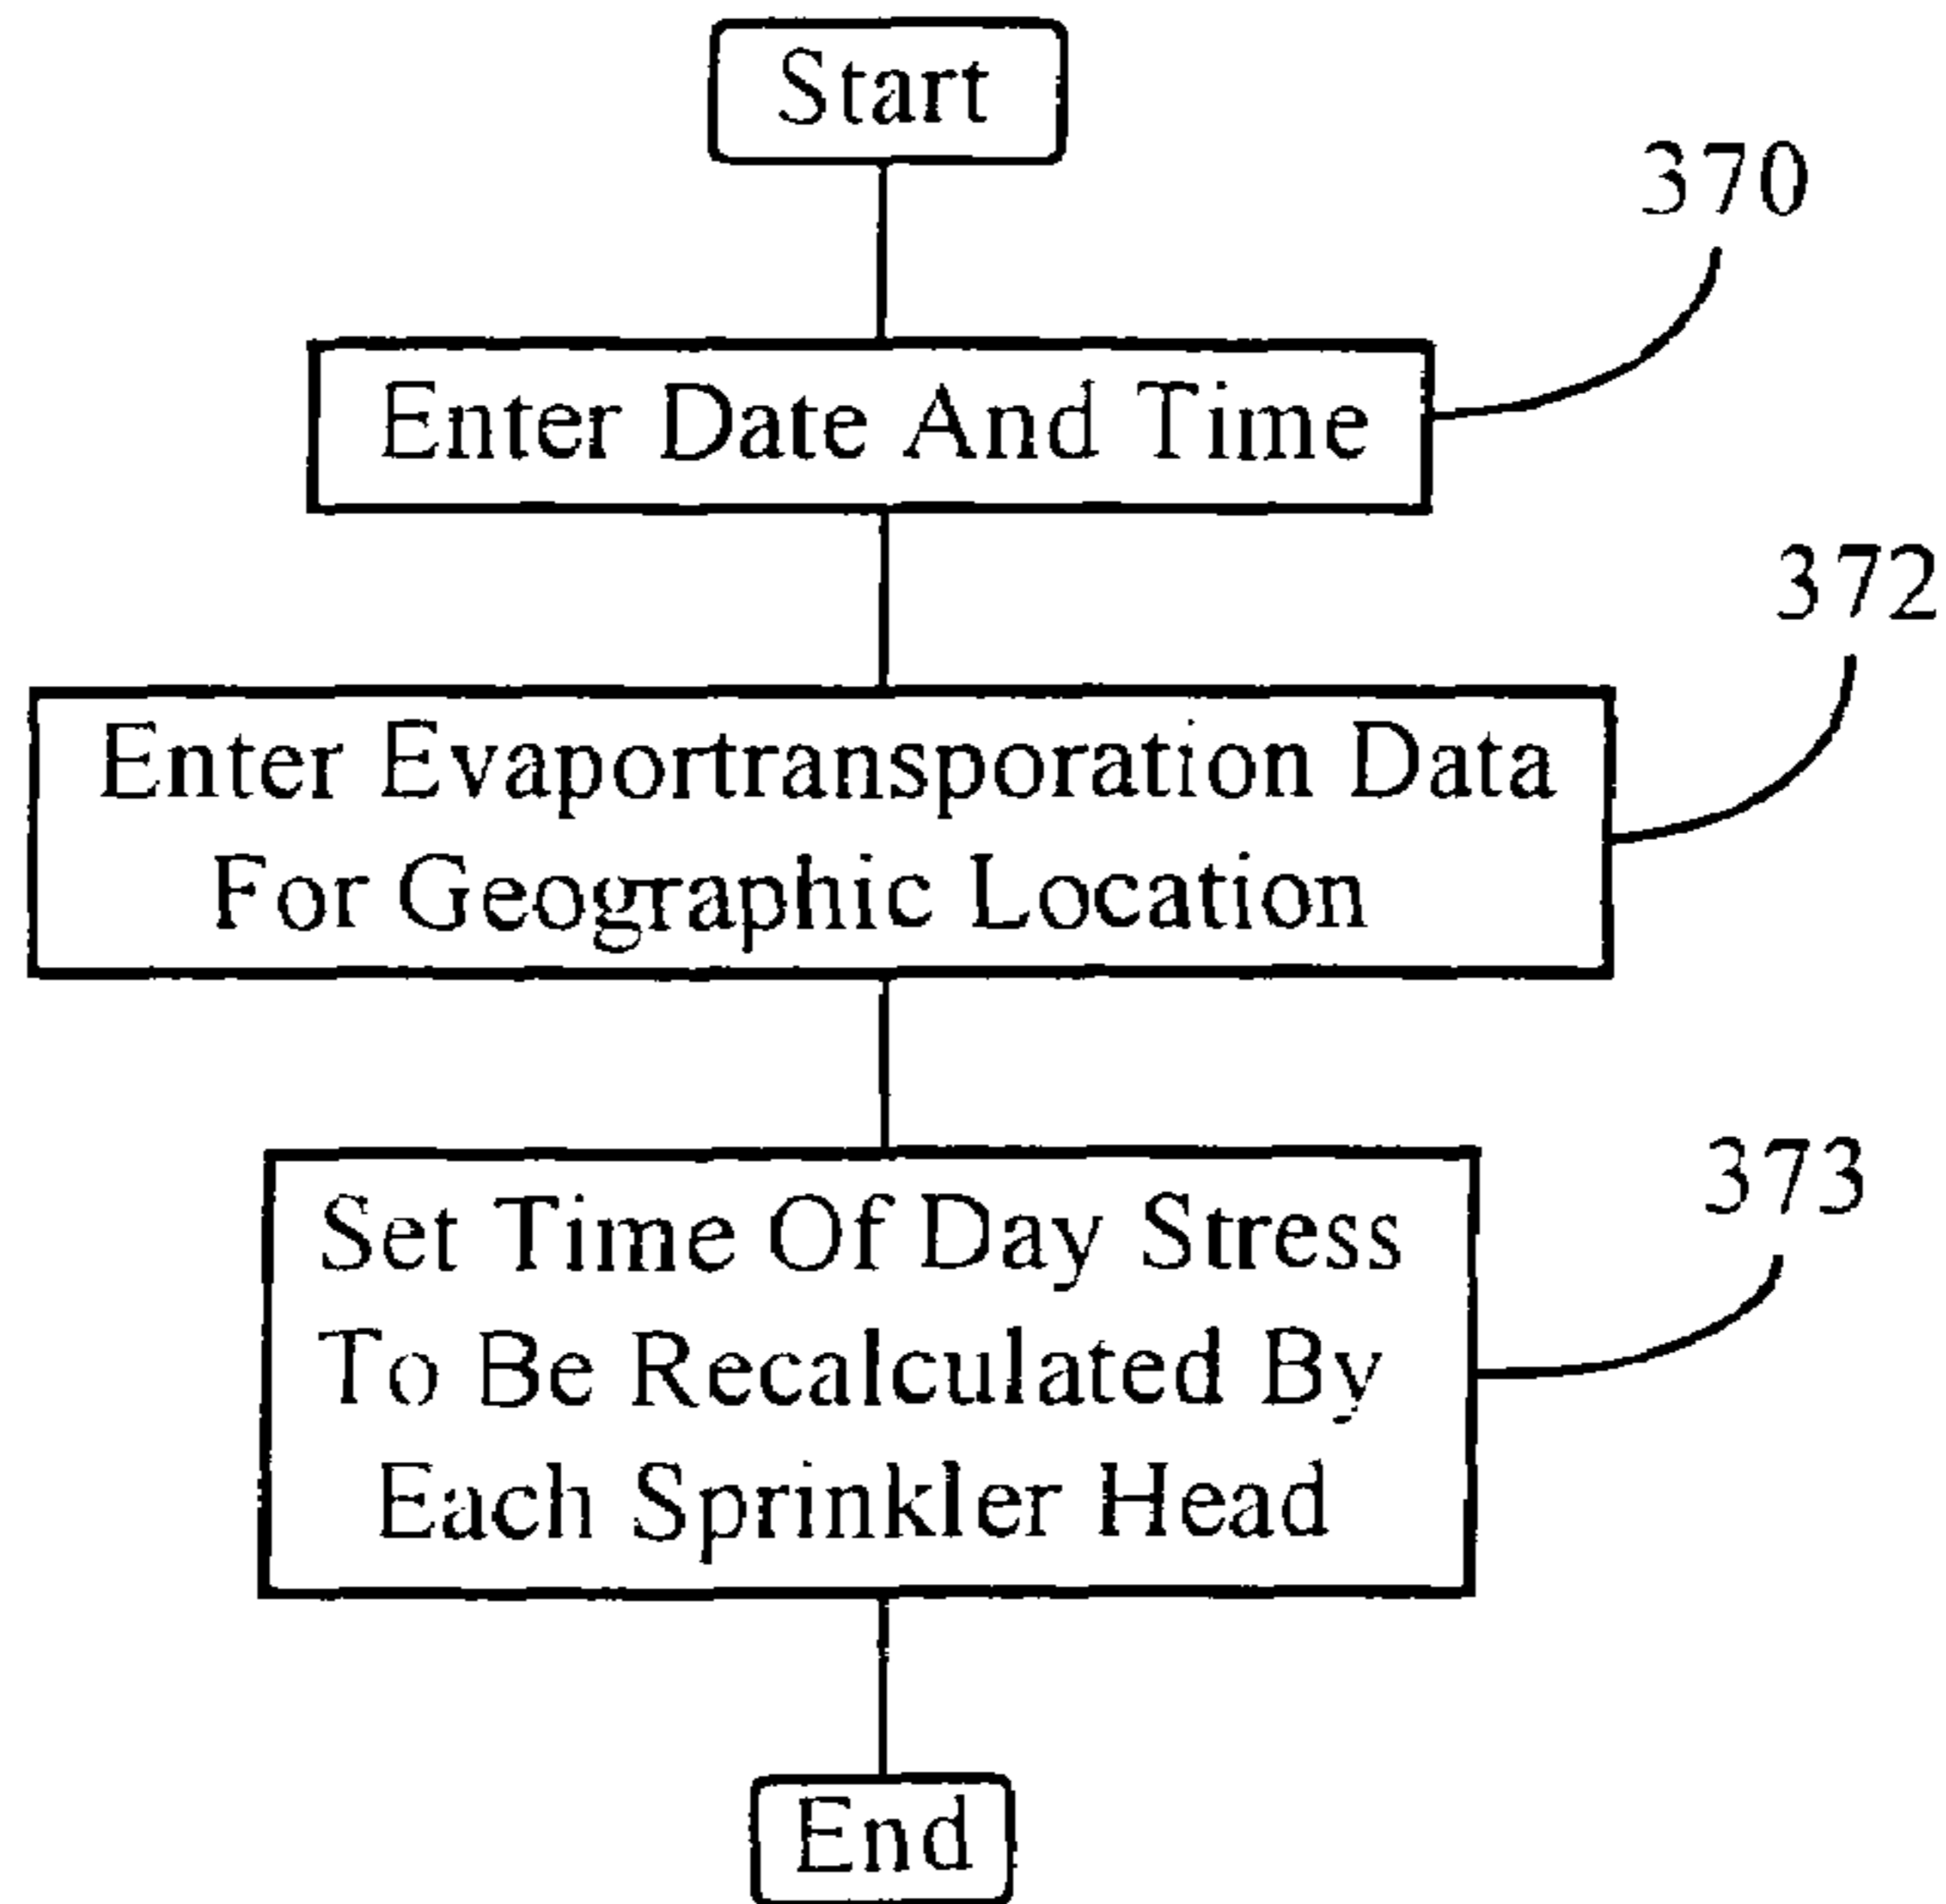 Start
370
Enter Date And Time
372
Enter Evaportransporation Data
For Geographic Location
373
Set Time Of Day Stress
To Be Recalculated By
Each Sprinkler Head
End